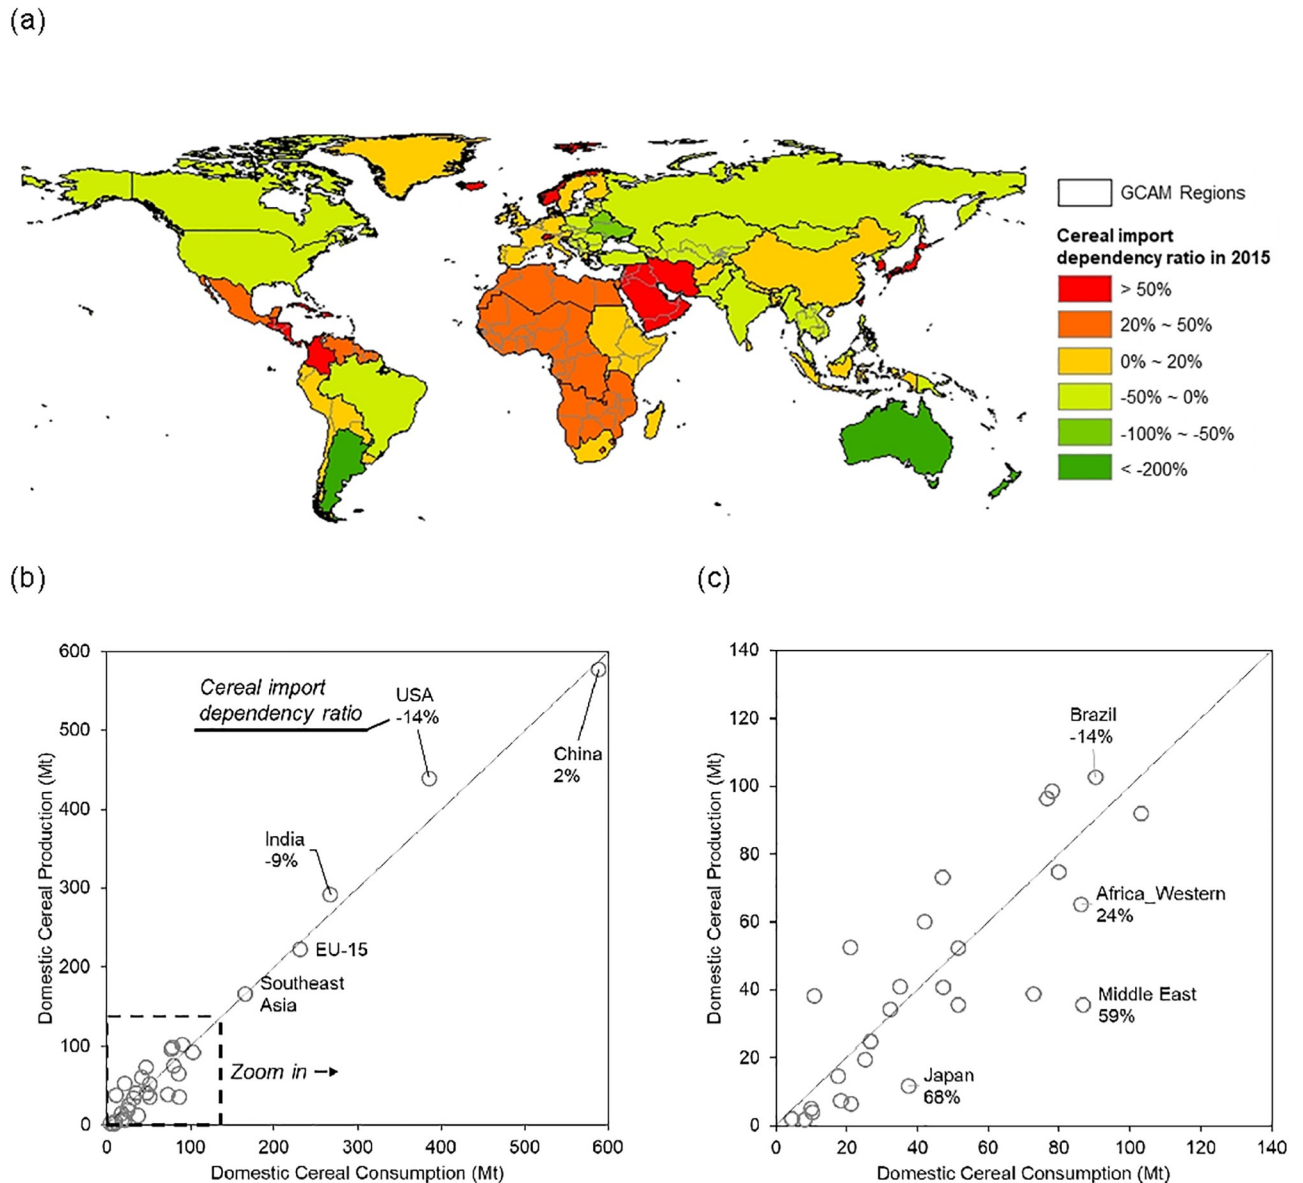 (a)
GCAM Regions
Cereal import
dependency ratio in 2015
> 50%
20% ~ 50%
0% ~ 20%
-50% ~ 0%
-100% ~ -50%
< -200%
(b)
600
500
400
300
200
100
0
0
100
200
300
400
500
600
Domestic Cereal Production (Mt)
Domestic Cereal Consumption (Mt)
Cereal import
dependency ratio
USA
-14%
China
2%
India
-9%
EU-15
Southeast
Asia
Zoom in →
(c)
140
120
100
80
60
40
20
0
0
20
40
60
80
100
120
140
Domestic Cereal Production (Mt)
Domestic Cereal Consumption (Mt)
Brazil
-14%
Africa_Western
24%
Middle East
59%
Japan
68%